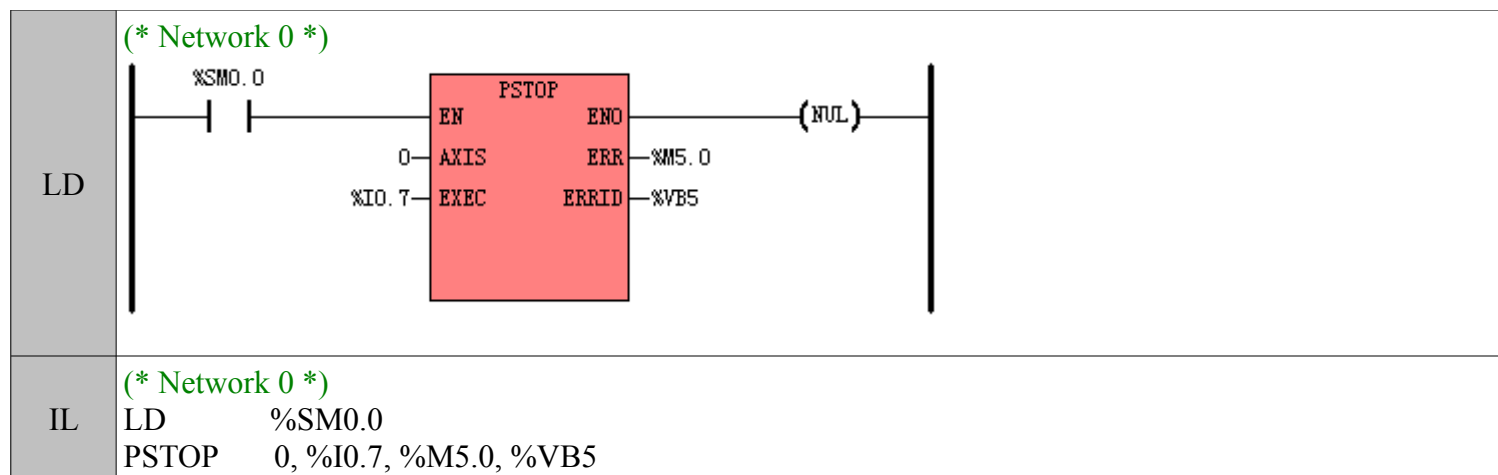 (* Network 0 *)
%SM0.0
PSTOP
EN ENO (NUL)
0 AXIS ERR %M5.0
LD
%I0.7 EXEC ERRID %VB5
(* Network 0 *)
IL LD %SM0.0
PSTOP 0, %I0.7, %M5.0, %VB5